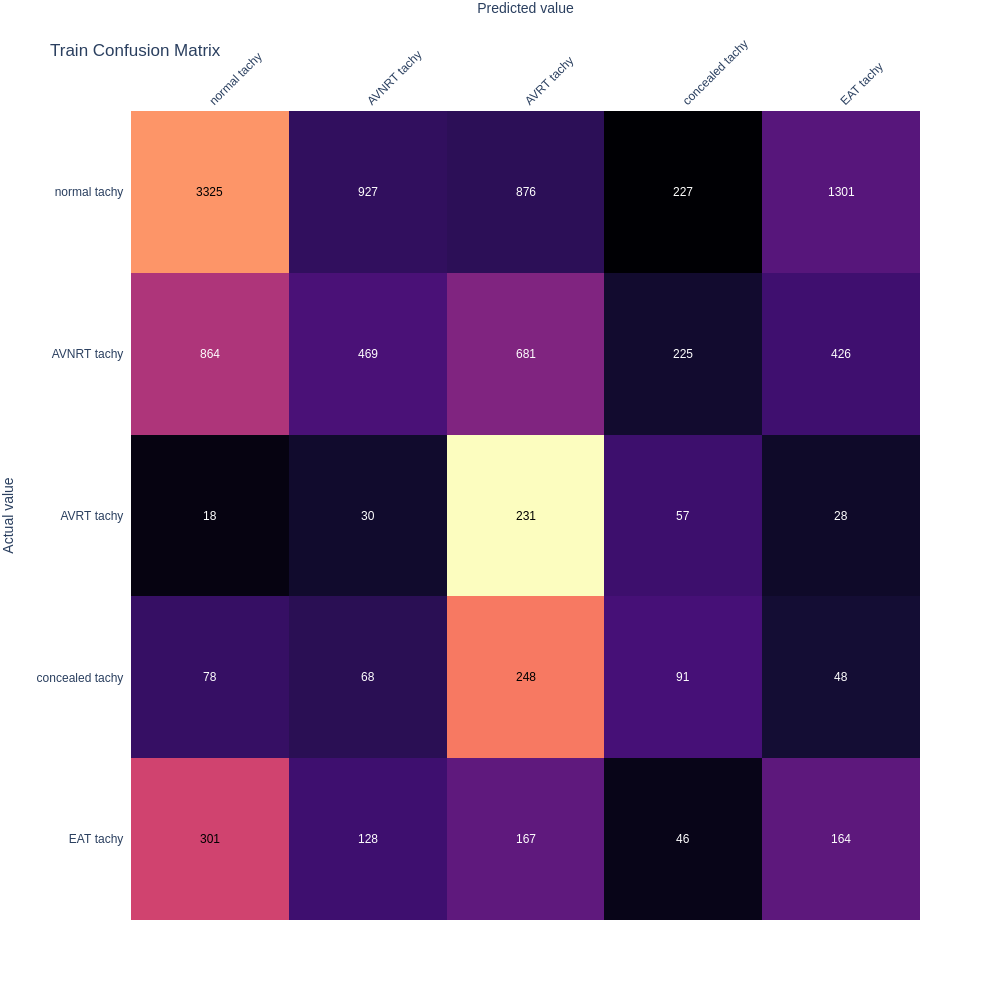 Predicted value
Train Confusion Matrix
normal tachy
AVNRT tachy
AVRT tachy
concealed tachy
EAT tachy
normal tachy 3325 927 876 227 1301
AVNRT tachy 864 469 681 225 426
Actual value
AVRT tachy 18 30 231 57 28
concealed tachy 78 68 248 91 48
EAT tachy 301 128 167 46 164